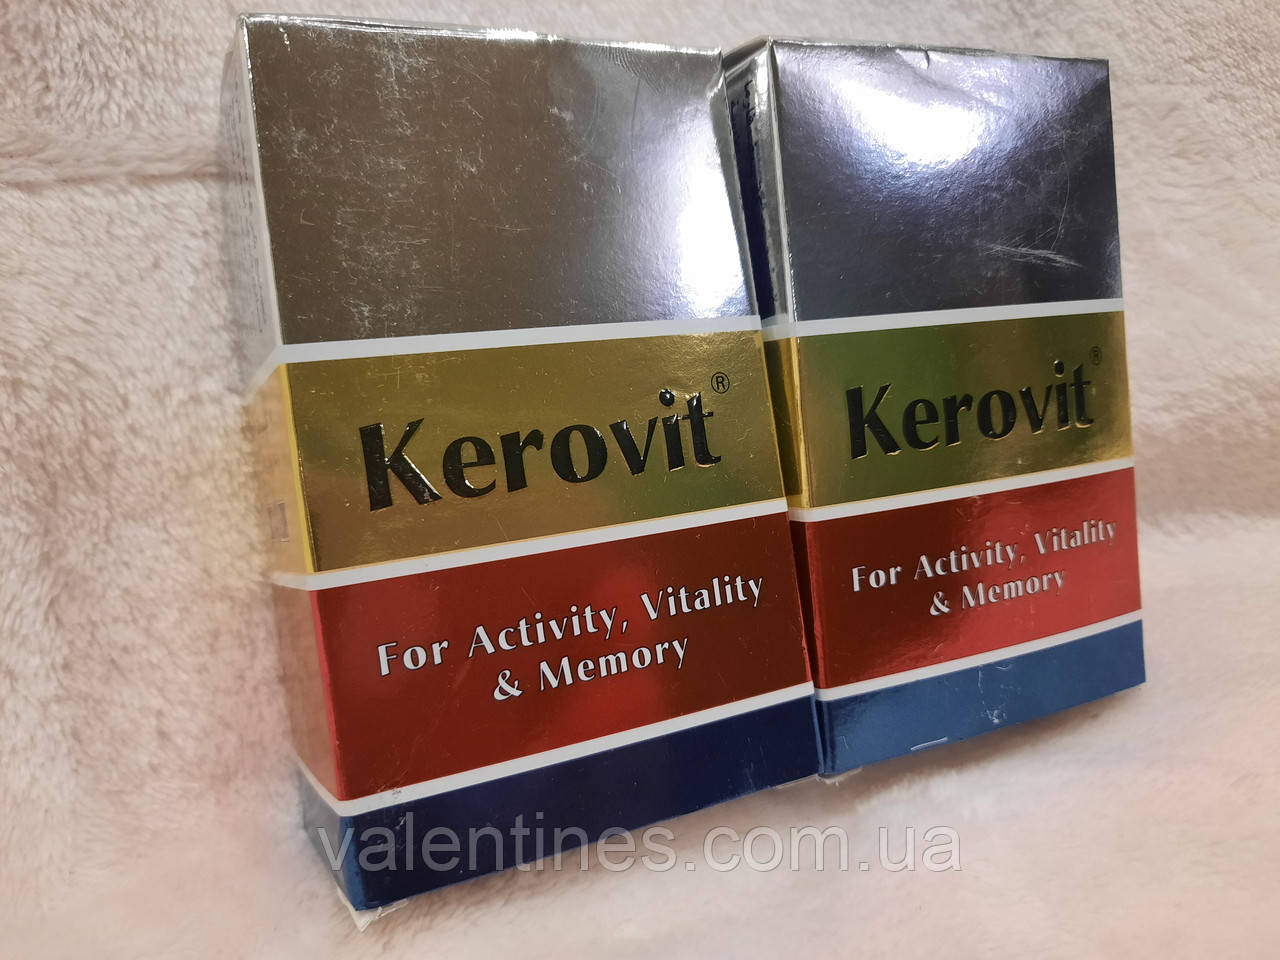 Kerovit®
For Activity, Vitality
& Memory
Kerovit®
For Activity, Vitality
& Memory
valentines.com.ua